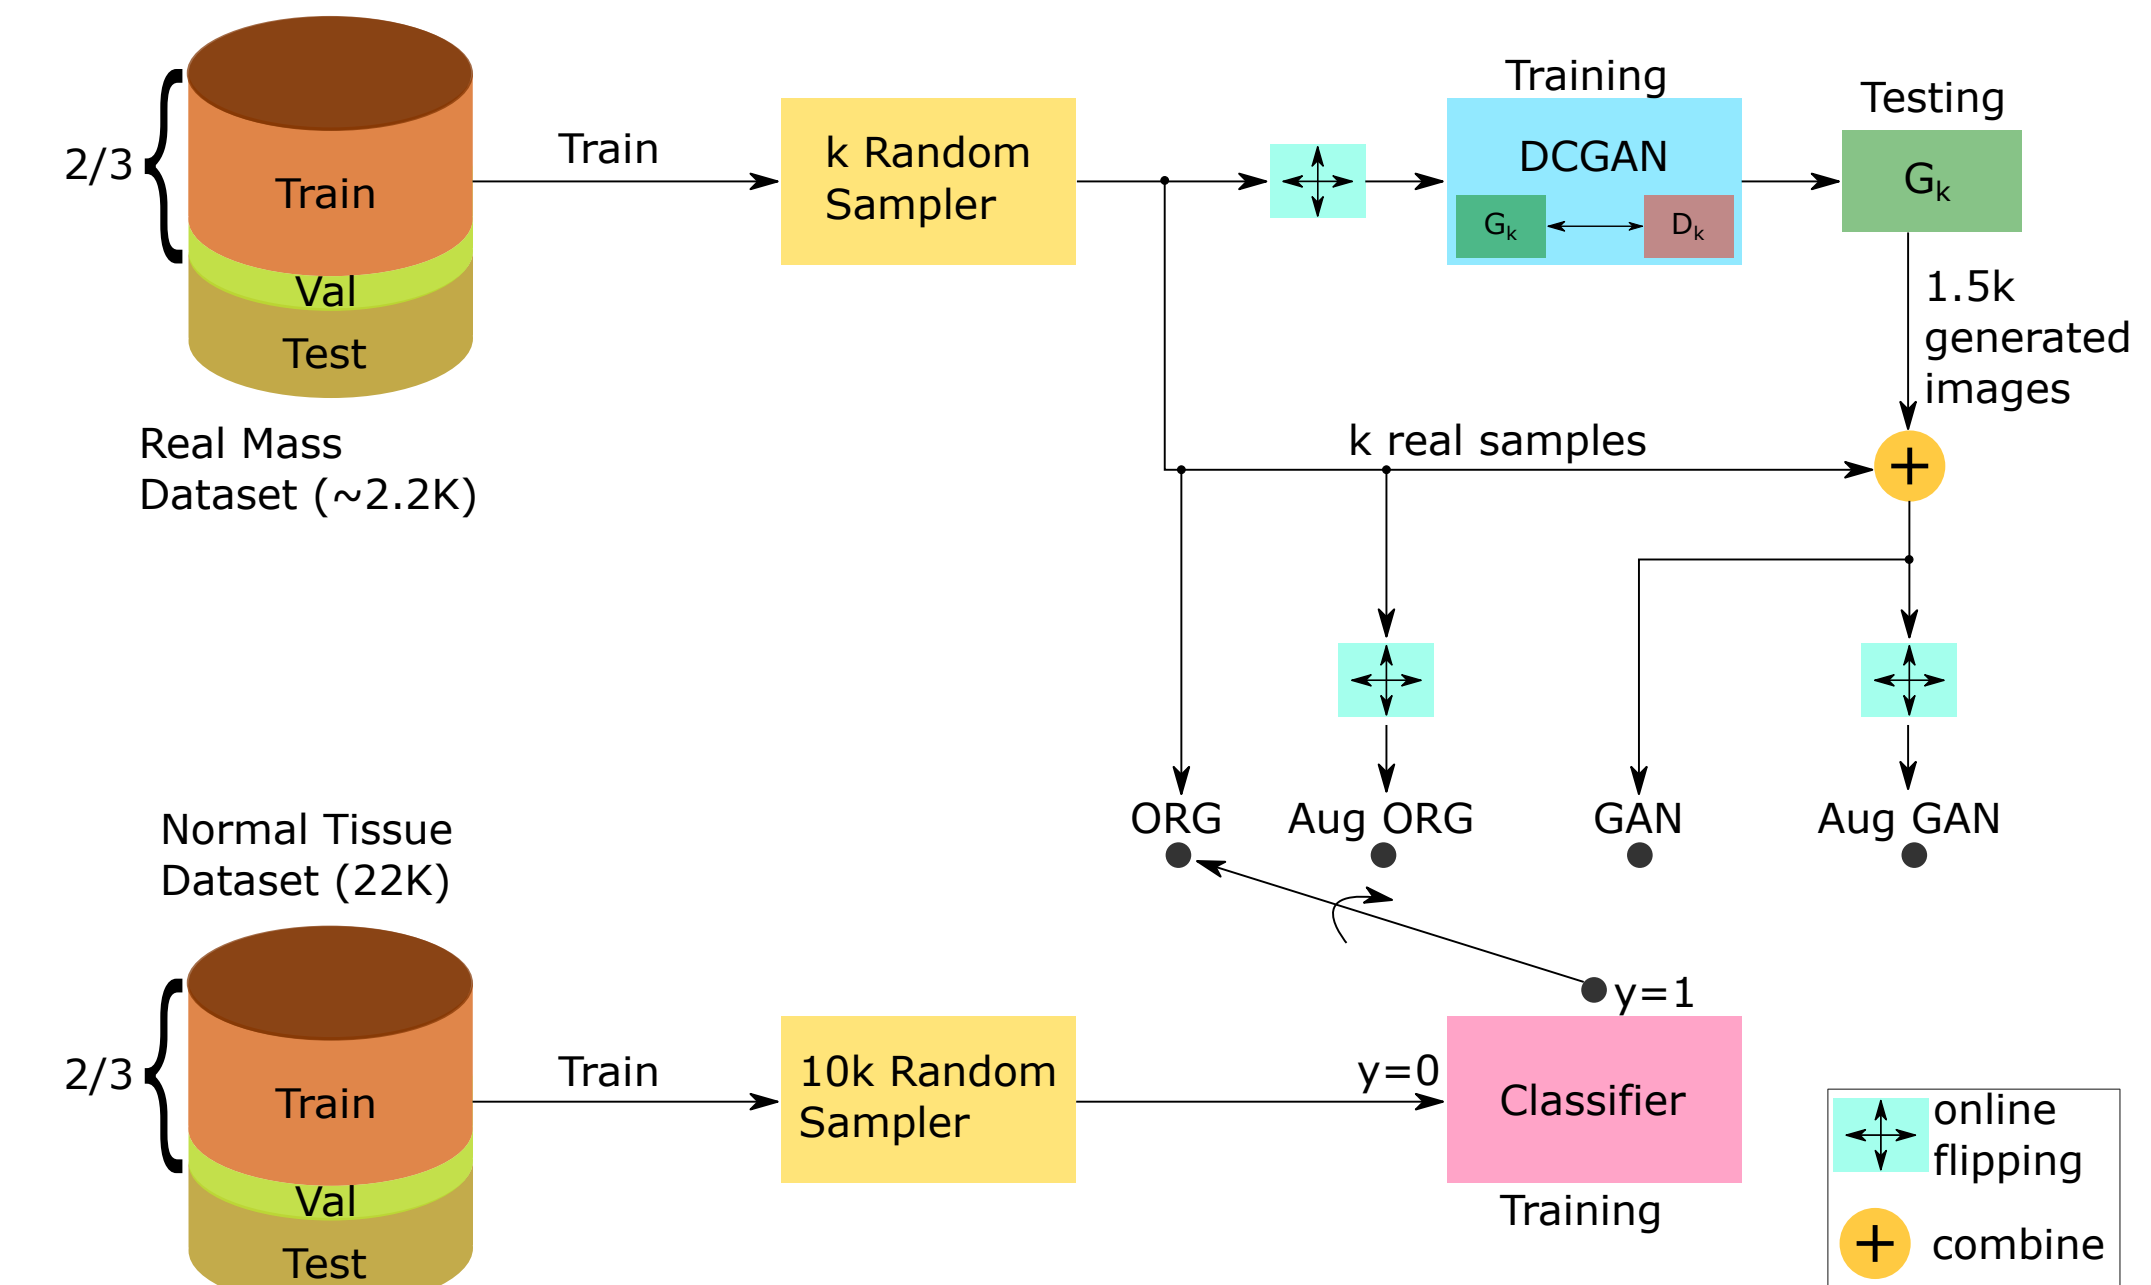 2/3
Train
Val
Test
Real Mass
Dataset (~2.2K)
Train
k Random
Sampler
Training
DCGAN
Gk
Dk
Testing
Gk
1.5k
generated
images
k real samples
+
ORG
Aug ORG
GAN
Aug GAN
Normal Tissue
Dataset (22K)
2/3
Train
Val
Test
Train
10k Random
Sampler
y=0
y=1
Classifier
Training
online
flipping
+
combine